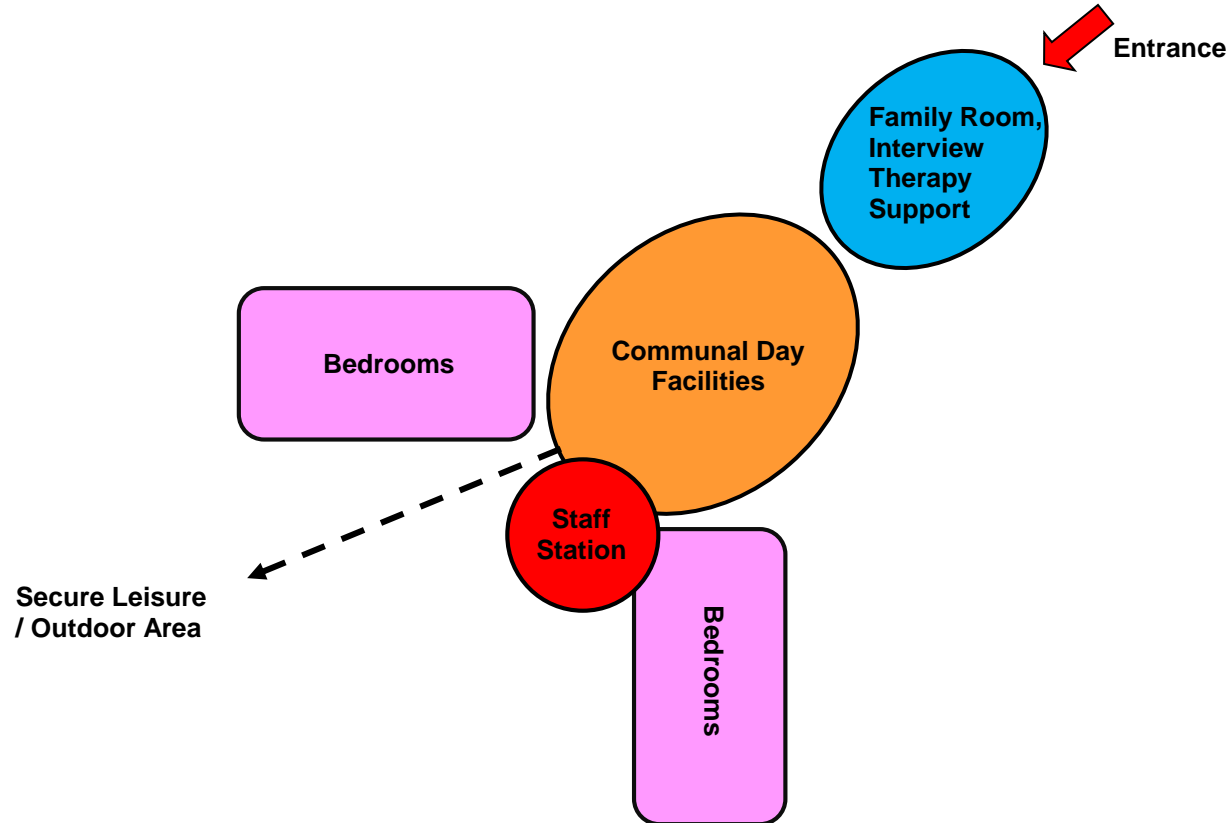 Entrance
Family Room,
Interview
Therapy
Support
Communal Day
Facilities
Bedrooms
Staff
Station
Secure Leisure
/ Outdoor Area
Bedrooms